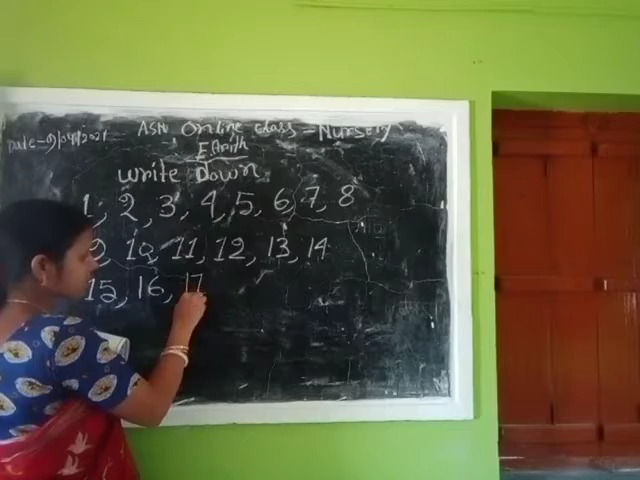 Date-9/04/2021 ASN Online class - Nursery
E.Arith
Write Down
1, 2, 3, 4, 5, 6, 7, 8
9, 10, 11, 12, 13, 14
15, 16, 17